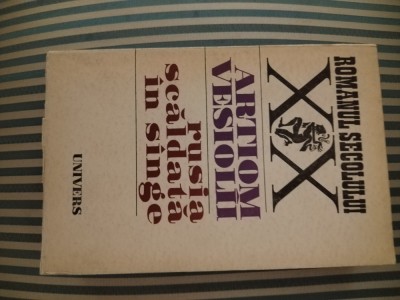 ROMANUL SECOLULUI
XX
ARTIOM
VESIOLÎI
rusia
scăldată
în sînge
UNIVERS